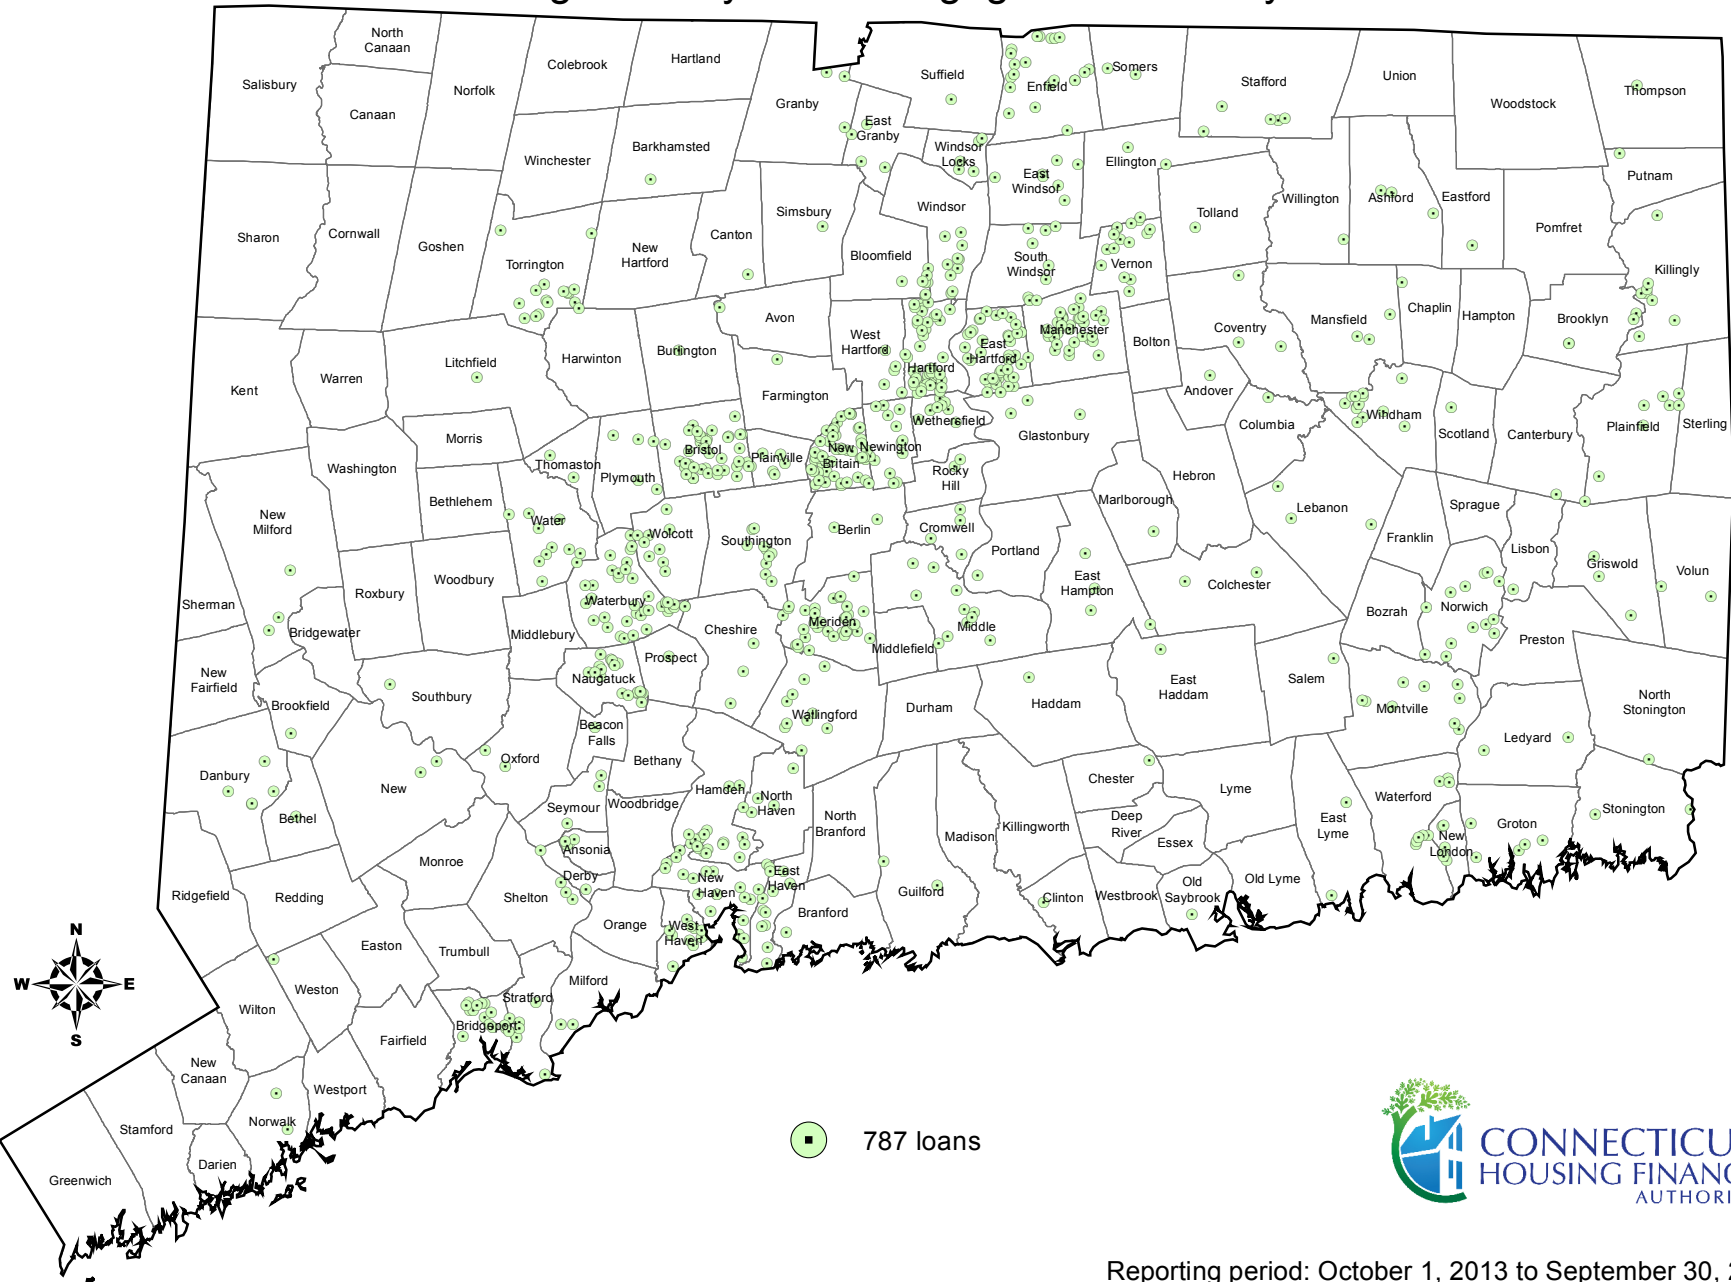 North
Canaan
Colebrook
Hartland
Salisbury
Norfolk
Canaan
Granby
Suffield
Enfield
Somers
Stafford
Union
Woodstock
Thompson
East
Granby
Winchester
Barkhamsted
Windsor
Locks
East
Windsor
Ellington
Putnam
Simsbury
Windsor
Tolland
Willington
Ashford
Eastford
Pomfret
Sharon
Cornwall
Goshen
Torrington
New
Hartford
Canton
Bloomfield
South
Windsor
Vernon
Killingly
Avon
West
Hartford
East
Hartford
Manchester
Bolton
Coventry
Mansfield
Chaplin
Hampton
Brooklyn
Kent
Warren
Litchfield
Harwinton
Burlington
Farmington
Hartford
Wethersfield
Glastonbury
Andover
Columbia
Windham
Scotland
Canterbury
Plainfield
Sterling
Morris
Washington
Thomaston
Plymouth
Bristol
Plainville
New
Britain
Newington
Rocky
Hill
Marlborough
Hebron
Lebanon
Sprague
Franklin
Lisbon
Griswold
Volun
New
Milford
Bethlehem
Water
Wolcott
Southington
Berlin
Cromwell
Portland
East
Hampton
Colchester
Bozrah
Norwich
Preston
Sherman
Roxbury
Woodbury
Bridgewater
Middlebury
Waterbury
Cheshire
Meriden
Middlefield
Middle
New
Fairfield
Brookfield
Southbury
Naugatuck
Prospect
Wallingford
Durham
Haddam
East
Haddam
Salem
Montville
Ledyard
North
Stonington
Danbury
Bethel
New
Oxford
Beacon
Falls
Bethany
Seymour
Woodbridge
Hamden
North
Haven
North
Branford
Madison
Killingworth
Chester
Deep
River
Essex
Lyme
East
Lyme
Waterford
New
London
Groton
Stonington
Ridgefield
Redding
Monroe
Ansonia
Derby
Shelton
New
Haven
East
Haven
Branford
Guilford
Clinton
Westbrook
Old
Saybrook
Old Lyme
Orange
West
Haven
Easton
Trumbull
Milford
Weston
Wilton
Stratford
Bridgeport
Fairfield
New
Canaan
Westport
Norwalk
Stamford
Darien
Greenwich
N
W
E
S
787 loans
CONNECTICU
HOUSING FINANC
AUTHORI
Reporting period: October 1, 2013 to September 30,